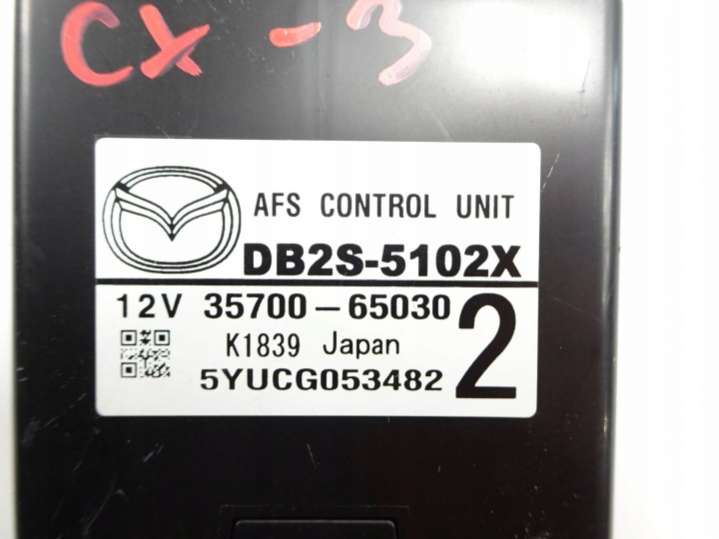 CX-3
AFS CONTROL UNIT
DB2S-5102X
12V 35700-65030
2
K1839 Japan
5YUCG053482